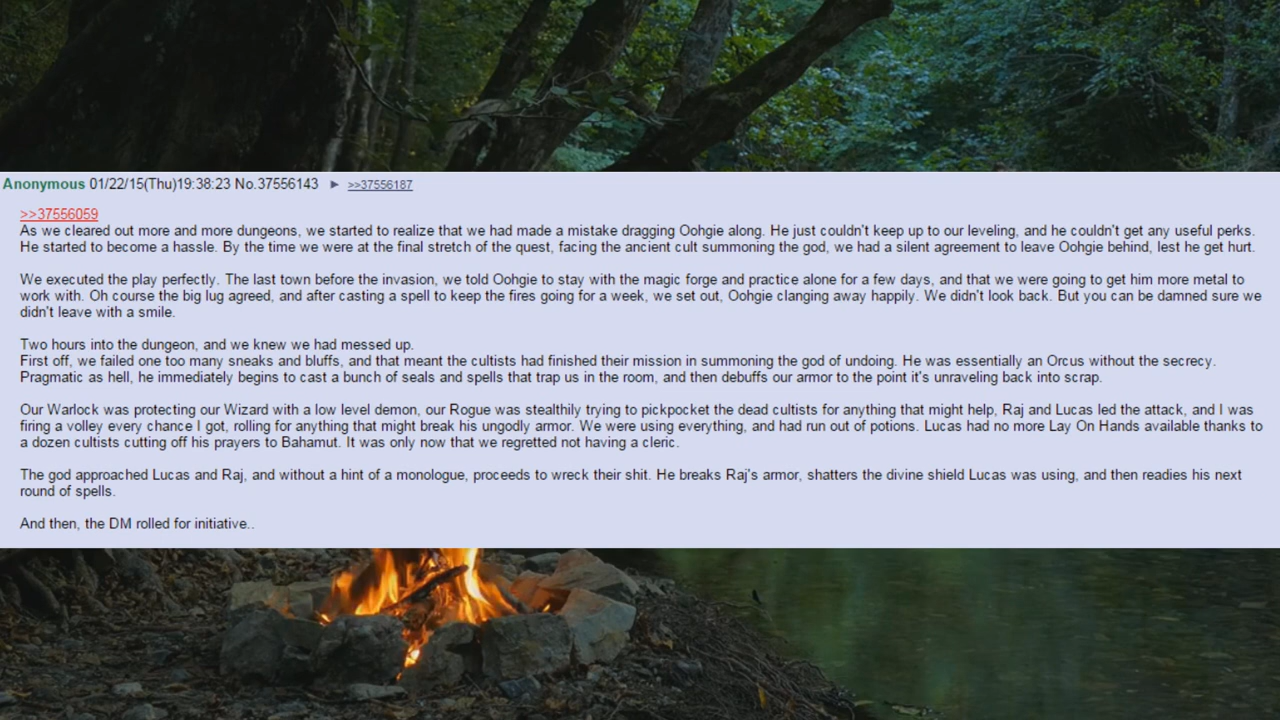 Anonymous 01/22/15(Thu)19:38:23 No.37556143 ► >>37556187
>>37556059
As we cleared out more and more dungeons, we started to realize that we had made a mistake dragging Oohgie along. He just couldn't keep up to our leveling, and he couldn't get any useful perks.
He started to become a hassle. By the time we were at the final stretch of the quest, facing the ancient cult summoning the god, we had a silent agreement to leave Oohgie behind, lest he get hurt.
We executed the play perfectly. The last town before the invasion, we told Oohgie to stay with the magic forge and practice alone for a few days, and that we were going to get him more metal to
work with. Oh course the big lug agreed, and after casting a spell to keep the fires going for a week, we set out, Oohgie clanging away happily. We didn't look back. But you can be damned sure we
didn't leave with a smile.
Two hours into the dungeon, and we knew we had messed up.
First off, we failed one too many sneaks and bluffs, and that meant the cultists had finished their mission in summoning the god of undoing. He was essentially an Orcus without the secrecy.
Pragmatic as hell, he immediately begins to cast a bunch of seals and spells that trap us in the room, and then debuffs our armor to the point it's unraveling back into scrap.
Our Warlock was protecting our Wizard with a low level demon, our Rogue was stealthily trying to pickpocket the dead cultists for anything that might help, Raj and Lucas led the attack, and I was
firing a volley every chance I got, rolling for anything that might break his ungodly armor. We were using everything, and had run out of potions. Lucas had no more Lay On Hands available thanks to
a dozen cultists cutting off his prayers to Bahamut. It was only now that we regretted not having a cleric.
The god approached Lucas and Raj, and without a hint of a monologue, proceeds to wreck their shit. He breaks Raj's armor, shatters the divine shield Lucas was using, and then readies his next
round of spells.
And then, the DM rolled for initiative..